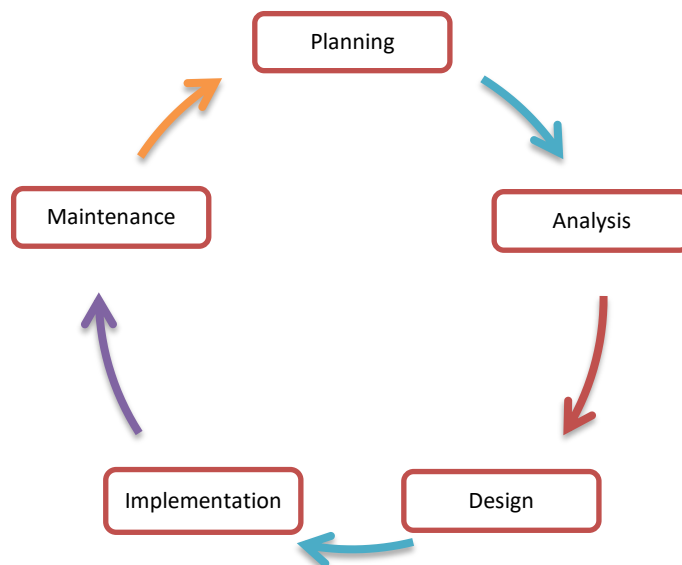 Planning
Analysis
Design
Implementation
Maintenance